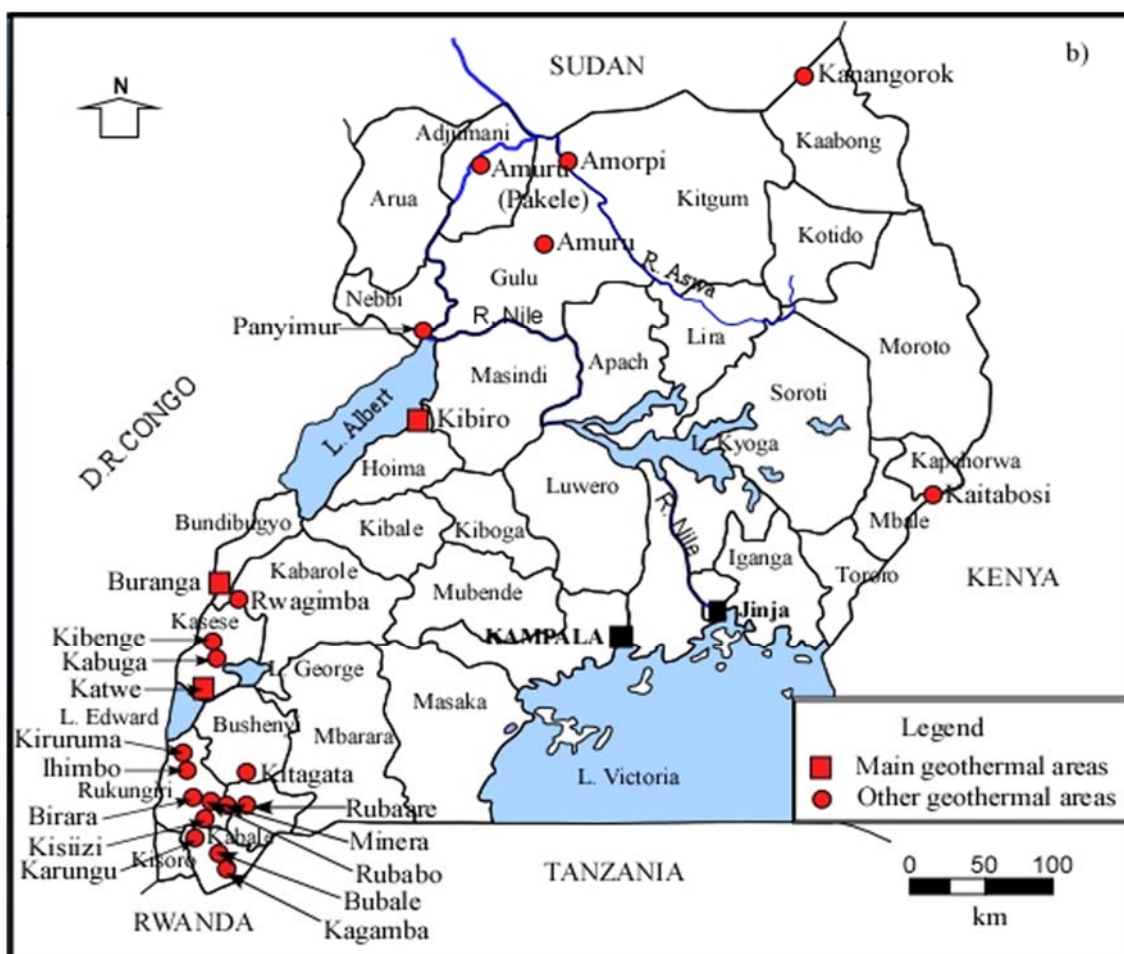 b)
SUDAN
N
Kanangorok
Adjumani
Kaabong
Amuru
(Pakele)
Amorpi
Arua
Kitgum
Kotido
Amuru
R. Aswa
Gulu
Nebbi
R. Nile
Panyimur
Lira
Apach
Moroto
Masindi
Soroti
D.R.CONGO
L. Albert
Kibiro
L. Kyoga
Hoima
Kapchorwa
Luwero
Kaitabosi
Bundibugyo
Kibale
Kiboga
R. Nile
Mbale
Iganga
Kabarole
Tororo
KENYA
Buranga
Mubende
Rwagimba
Jinja
Kasese
Kibenge
KAMPALA
Kabuga
L. George
Katwe
Masaka
L. Edward
Bushenyi
Mbarara
Kiruruma
Legend
Ihimbo
Kitagata
Main geothermal areas
L. Victoria
Rukungiri
Other geothermal areas
Birara
Rubaare
Kisiizi
Kabale
Minera
Karungu
Kisoro
Rubabo
TANZANIA
0 50 100
km
Bubale
RWANDA
Kagamba